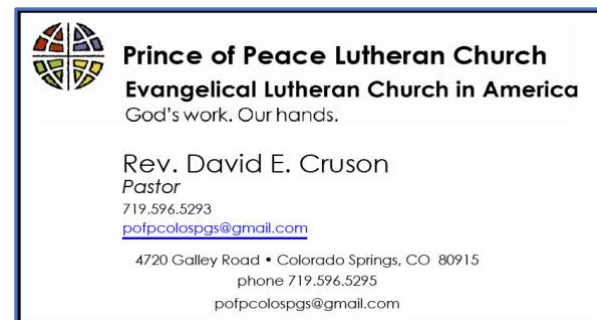 Prince of Peace Lutheran Church
Evangelical Lutheran Church in America
God's work. Our hands.
Rev. David E. Cruson
Pastor
719.596.5293
pofpcolospgs@gmail.com
4720 Galley Road • Colorado Springs, CO 80915
phone 719.596.5295
pofpcolospgs@gmail.com